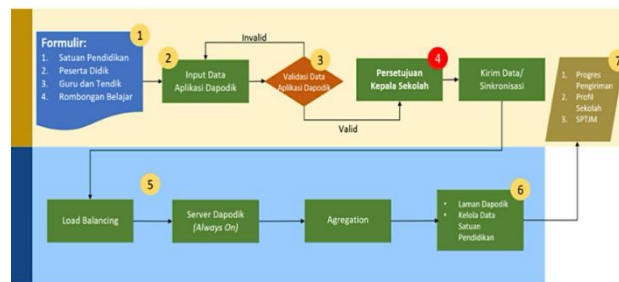 Formulir:
1. Satuan Pendidikan
2. Peserta Didik
3. Guru dan Tendik
4. Rombongan Belajar
1
2
Input Data
Aplikasi Dapodik
Invalid
3
Validasi Data
Aplikasi Dapodik
Valid
4
Persetujuan
Kepala Sekolah
Kirim Data/
Sinkronisasi
7
1. Progres
Pengiriman
2. Profil
Sekolah
3. SPTJM
5
Load Balancing
Server Dapodik
(Always On)
Agregation
6
• Laman Dapodik
• Kelola Data
Satuan
Pendidikan